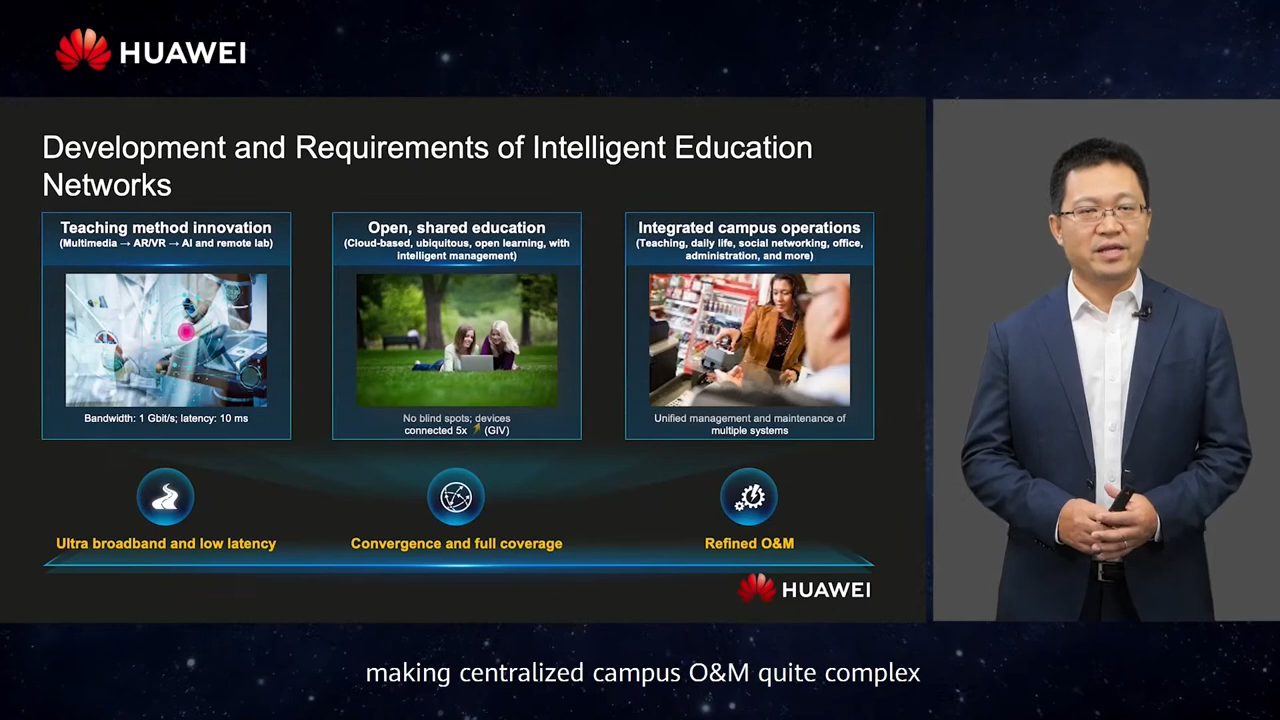 HUAWEI
Development and Requirements of Intelligent Education
Networks
Teaching method innovation
(Multimedia → AR/VR → AI and remote lab)
Bandwidth: 1 Gbit/s; latency: 10 ms
Open, shared education
(Cloud-based, ubiquitous, open learning, with
intelligent management)
No blind spots; devices
connected 5x (GIV)
Integrated campus operations
(Teaching, daily life, social networking, office,
administration, and more)
Unified management and maintenance of
multiple systems
Ultra broadband and low latency
Convergence and full coverage
Refined O&M
HUAWEI
making centralized campus O&M quite complex